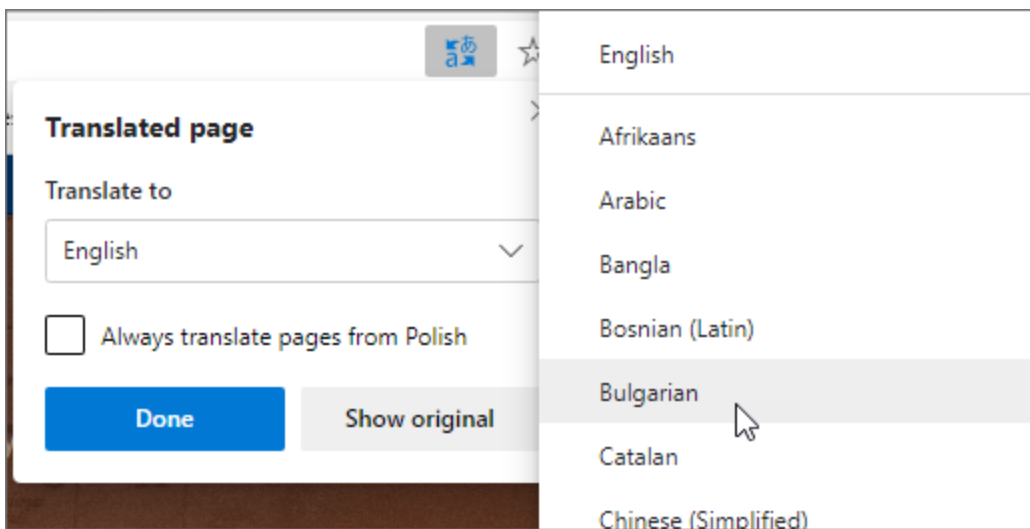 Translated page
Translate to
English
Always translate pages from Polish
Done
Show original
English
Afrikaans
Arabic
Bangla
Bosnian (Latin)
Bulgarian
Catalan
Chinese (Simplified)